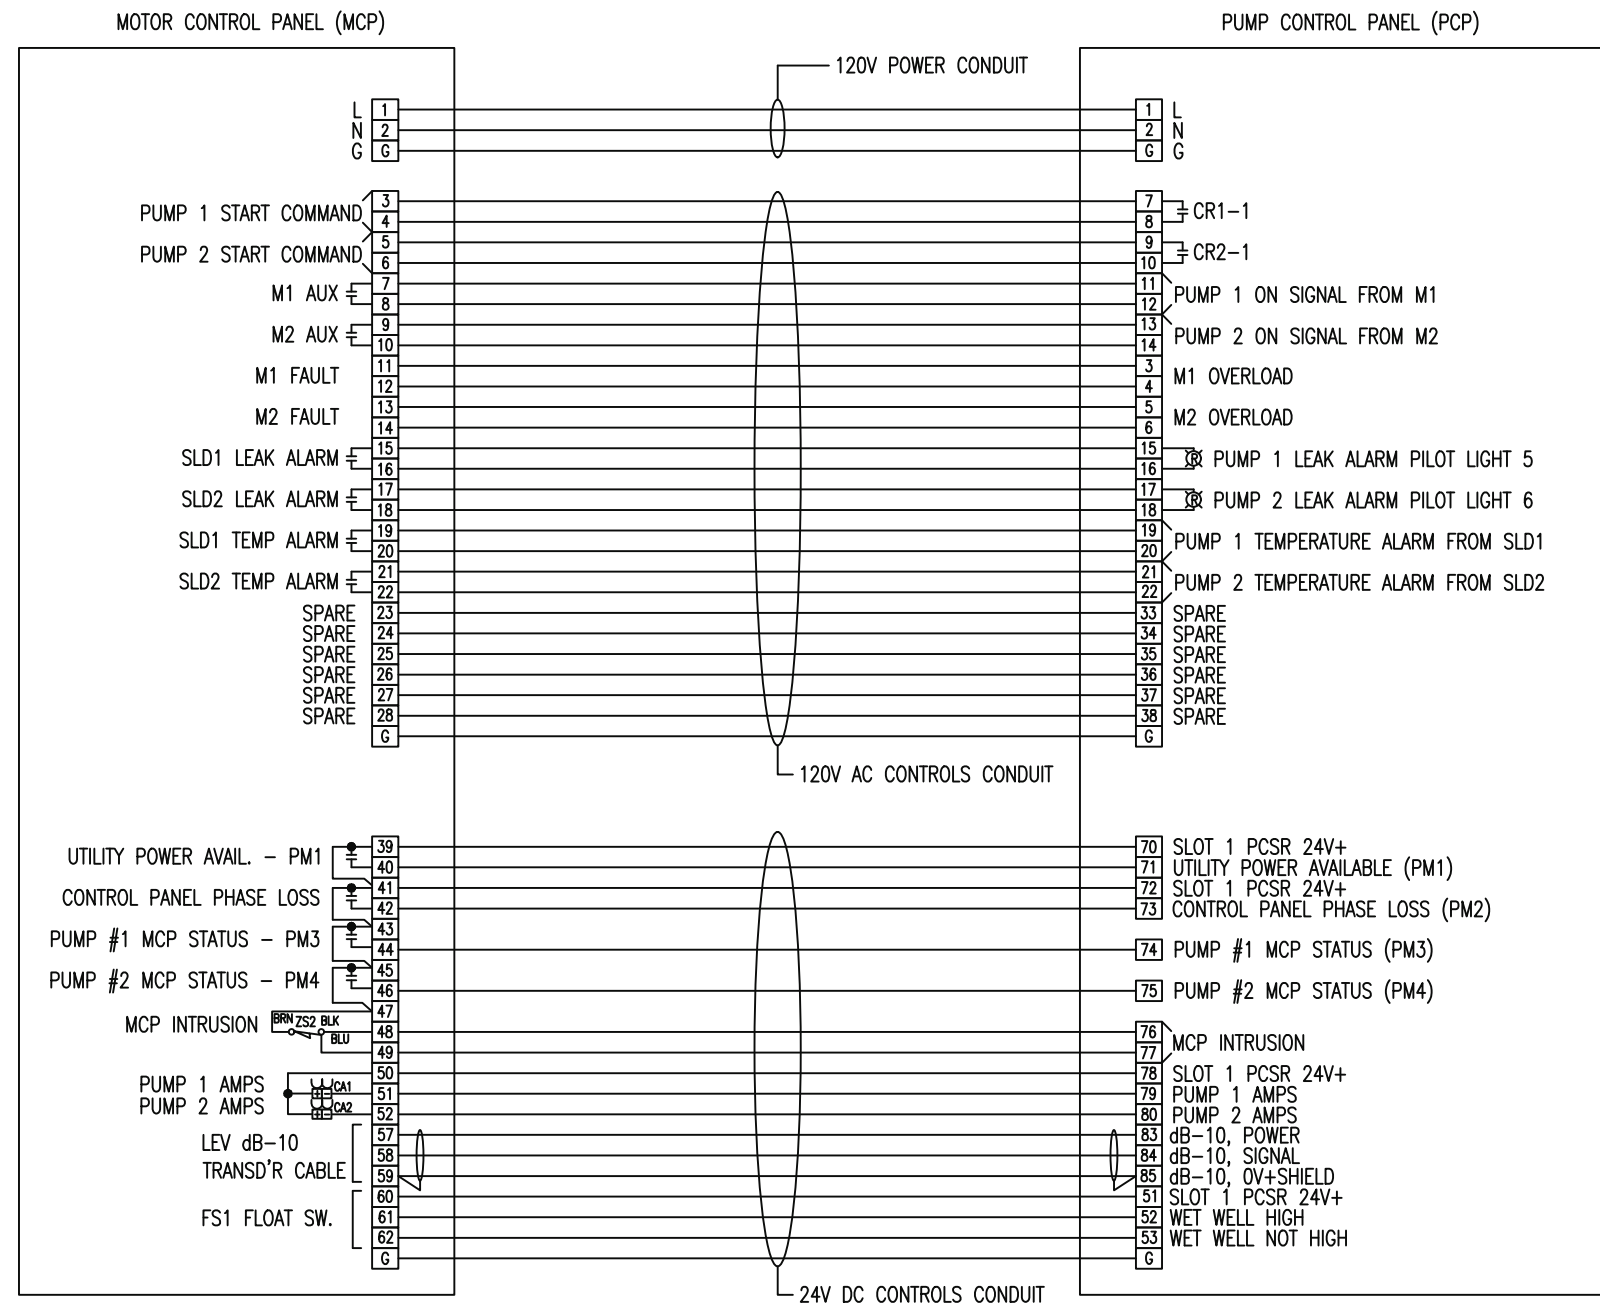 MOTOR CONTROL PANEL (MCP) PUMP CONTROL PANEL (PCP)
120V POWER CONDUIT
L 1 1 L
N 2 2 N
G G G G
PUMP 1 START COMMAND 3 7 CR1-1
4 8
PUMP 2 START COMMAND 5 9 CR2-1
6 10
M1 AUX 7 11 PUMP 1 ON SIGNAL FROM M1
8 12
M2 AUX 9 13 PUMP 2 ON SIGNAL FROM M2
10 14
M1 FAULT 11 3 M1 OVERLOAD
12 4
M2 FAULT 13 5 M2 OVERLOAD
14 6
SLD1 LEAK ALARM 15 15 R PUMP 1 LEAK ALARM PILOT LIGHT 5
16 16
SLD2 LEAK ALARM 17 17 R PUMP 2 LEAK ALARM PILOT LIGHT 6
18 18
SLD1 TEMP ALARM 19 19 PUMP 1 TEMPERATURE ALARM FROM SLD1
20 20
SLD2 TEMP ALARM 21 21 PUMP 2 TEMPERATURE ALARM FROM SLD2
22 22
SPARE 23 33 SPARE
SPARE 24 34 SPARE
SPARE 25 35 SPARE
SPARE 26 36 SPARE
SPARE 27 37 SPARE
SPARE 28 38 SPARE
G G
120V AC CONTROLS CONDUIT
UTILITY POWER AVAIL. - PM1 39 70 SLOT 1 PCSR 24V+
40 71 UTILITY POWER AVAILABLE (PM1)
CONTROL PANEL PHASE LOSS 41 72 SLOT 1 PCSR 24V+
42 73 CONTROL PANEL PHASE LOSS (PM2)
PUMP #1 MCP STATUS - PM3 43
44 74 PUMP #1 MCP STATUS (PM3)
PUMP #2 MCP STATUS - PM4 45
46 75 PUMP #2 MCP STATUS (PM4)
47
MCP INTRUSION BRN ZS2 BLK 48 76 MCP INTRUSION
BLU 49 77
50 78 SLOT 1 PCSR 24V+
PUMP 1 AMPS CA1 51 79 PUMP 1 AMPS
PUMP 2 AMPS CA2 52 80 PUMP 2 AMPS
57 83 dB-10, POWER
LEV dB-10 58 84 dB-10, SIGNAL
TRANSD'R CABLE 59 85 dB-10, 0V+SHIELD
60 51 SLOT 1 PCSR 24V+
FS1 FLOAT SW. 61 52 WET WELL HIGH
62 53 WET WELL NOT HIGH
G G
24V DC CONTROLS CONDUIT